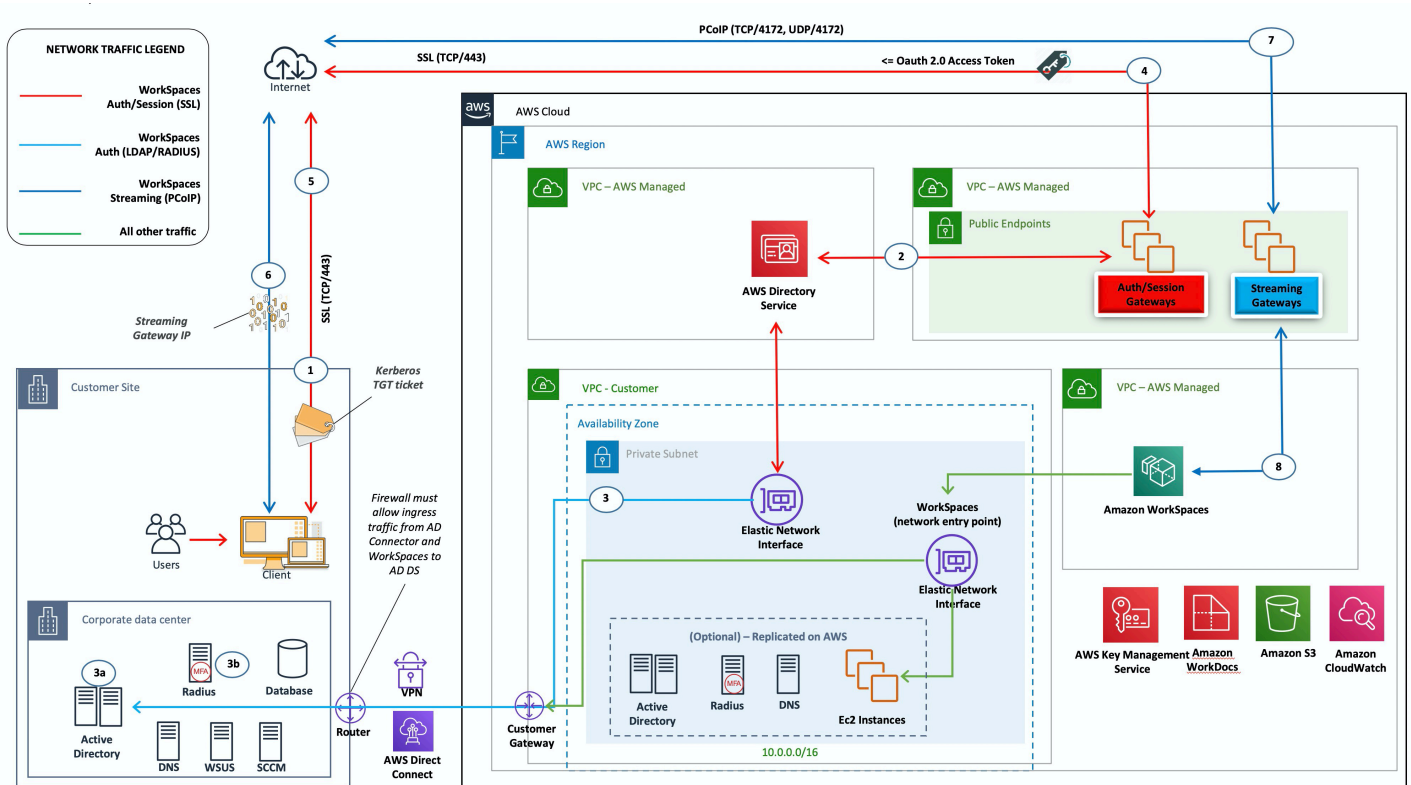 PCoIP (TCP/4172, UDP/4172)
7
NETWORK TRAFFIC LEGEND
WorkSpaces
Auth/Session (SSL)
WorkSpaces
Auth (LDAP/RADIUS)
WorkSpaces
Streaming (PCoIP)
All other traffic
Internet
SSL (TCP/443)
<= Oauth 2.0 Access Token
4
aws
AWS Cloud
AWS Region
VPC – AWS Managed
VPC – AWS Managed
Public Endpoints
5
6
SSL (TCP/443)
Streaming
Gateway IP
2
AWS Directory
Service
Auth/Session
Gateways
Streaming
Gateways
1
Kerberos
TGT ticket
Customer Site
VPC - Customer
VPC – AWS Managed
Availability Zone
Private Subnet
8
3
Elastic Network
Interface
WorkSpaces
(network entry point)
Amazon WorkSpaces
Firewall must
allow ingress
traffic from AD
Connector and
WorkSpaces to
AD DS
Users
Client
Elastic Network
Interface
Corporate data center
3a
3b
MFA
Radius
Database
Active
Directory
DNS
WSUS
SCCM
VPN
Router
AWS Direct
Connect
Customer
Gateway
(Optional) – Replicated on AWS
MFA
Active
Directory
Radius
DNS
Ec2 Instances
10.0.0.0/16
AWS Key Management
Service
Amazon
WorkDocs
Amazon S3
Amazon
CloudWatch